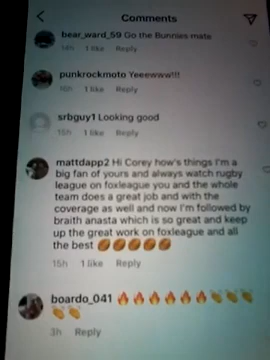 Comments
bear_ward_59 Go the Bunnies mate
16h 1 like Reply
punkrockmoto Yeeewww!!!
16h 1 like Reply
srbguy1 Looking good
15h 1 like Reply
mattdapp2 Hi Corey how's things I'm a
big fan of yours and always watch rugby
league on foxleague you and the whole
team does a great job and with the
coverage as well and now I'm followed by
braith anasta which is so great and keep
up the great work on foxleague and all
the best 🏉🏉🏉🏉🏉
15h 1 like Reply
boardo_041 🔥🔥🔥🔥🔥🔥👏👏👏
👏👏
3h Reply